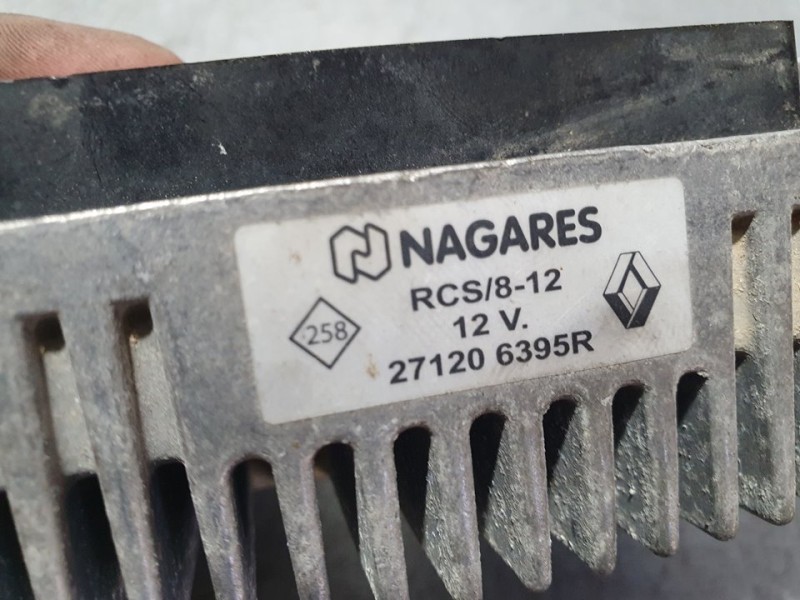 NAGARES
RCS/8-12
258
12 V.
27120 6395R